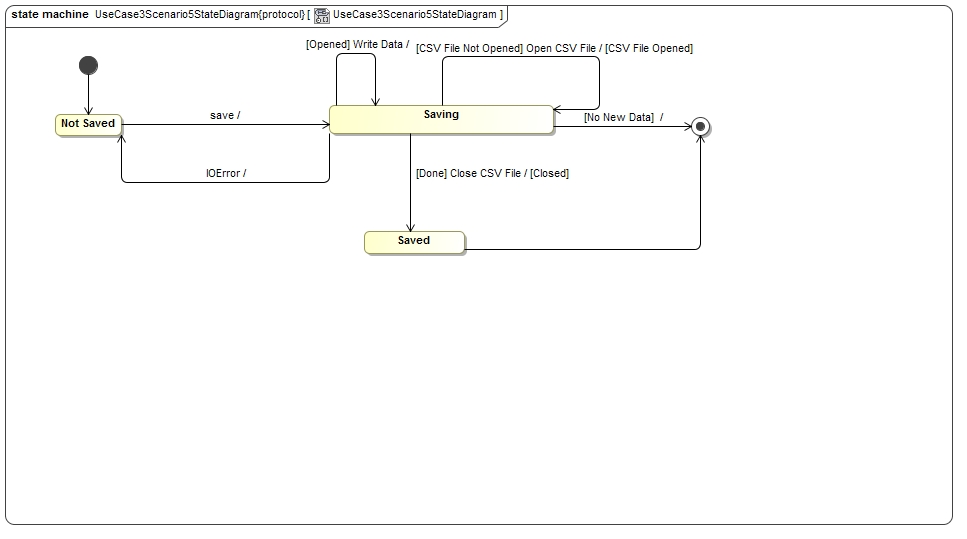 state machine UseCase3Scenario5StateDiagram{protocol} [ UseCase3Scenario5StateDiagram ]
[Opened] Write Data /
[CSV File Not Opened] Open CSV File / [CSV File Opened]
Not Saved
save /
Saving
[No New Data] /
IOError /
[Done] Close CSV File / [Closed]
Saved